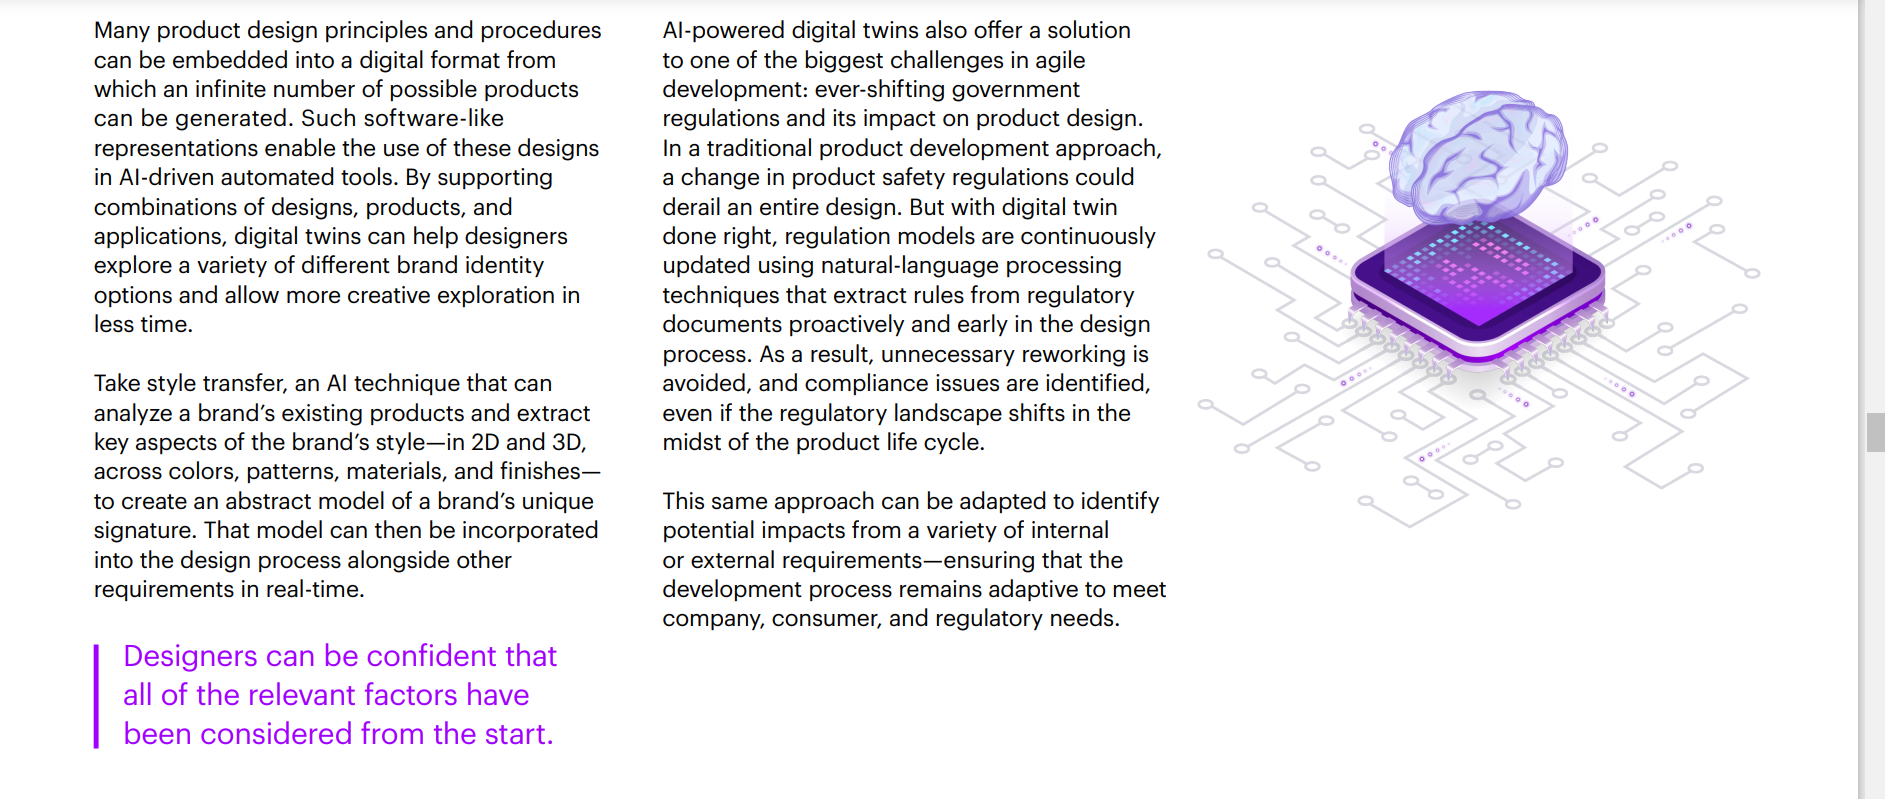 Many product design principles and procedures
can be embedded into a digital format from
which an infinite number of possible products
can be generated. Such software-like
representations enable the use of these designs
in AI-driven automated tools. By supporting
combinations of designs, products, and
applications, digital twins can help designers
explore a variety of different brand identity
options and allow more creative exploration in
less time.
Take style transfer, an AI technique that can
analyze a brand’s existing products and extract
key aspects of the brand’s style—in 2D and 3D,
across colors, patterns, materials, and finishes—
to create an abstract model of a brand’s unique
signature. That model can then be incorporated
into the design process alongside other
requirements in real-time.
Designers can be confident that
all of the relevant factors have
been considered from the start.
AI-powered digital twins also offer a solution
to one of the biggest challenges in agile
development: ever-shifting government
regulations and its impact on product design.
In a traditional product development approach,
a change in product safety regulations could
derail an entire design. But with digital twin
done right, regulation models are continuously
updated using natural-language processing
techniques that extract rules from regulatory
documents proactively and early in the design
process. As a result, unnecessary reworking is
avoided, and compliance issues are identified,
even if the regulatory landscape shifts in the
midst of the product life cycle.
This same approach can be adapted to identify
potential impacts from a variety of internal
or external requirements—ensuring that the
development process remains adaptive to meet
company, consumer, and regulatory needs.